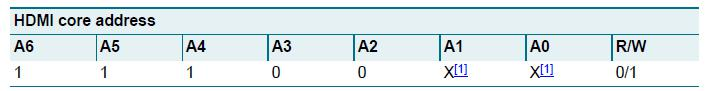 HDMI core address
A6 A5 A4 A3 A2 A1 A0 R/W
1 1 1 0 0 X[1] X[1] 0/1